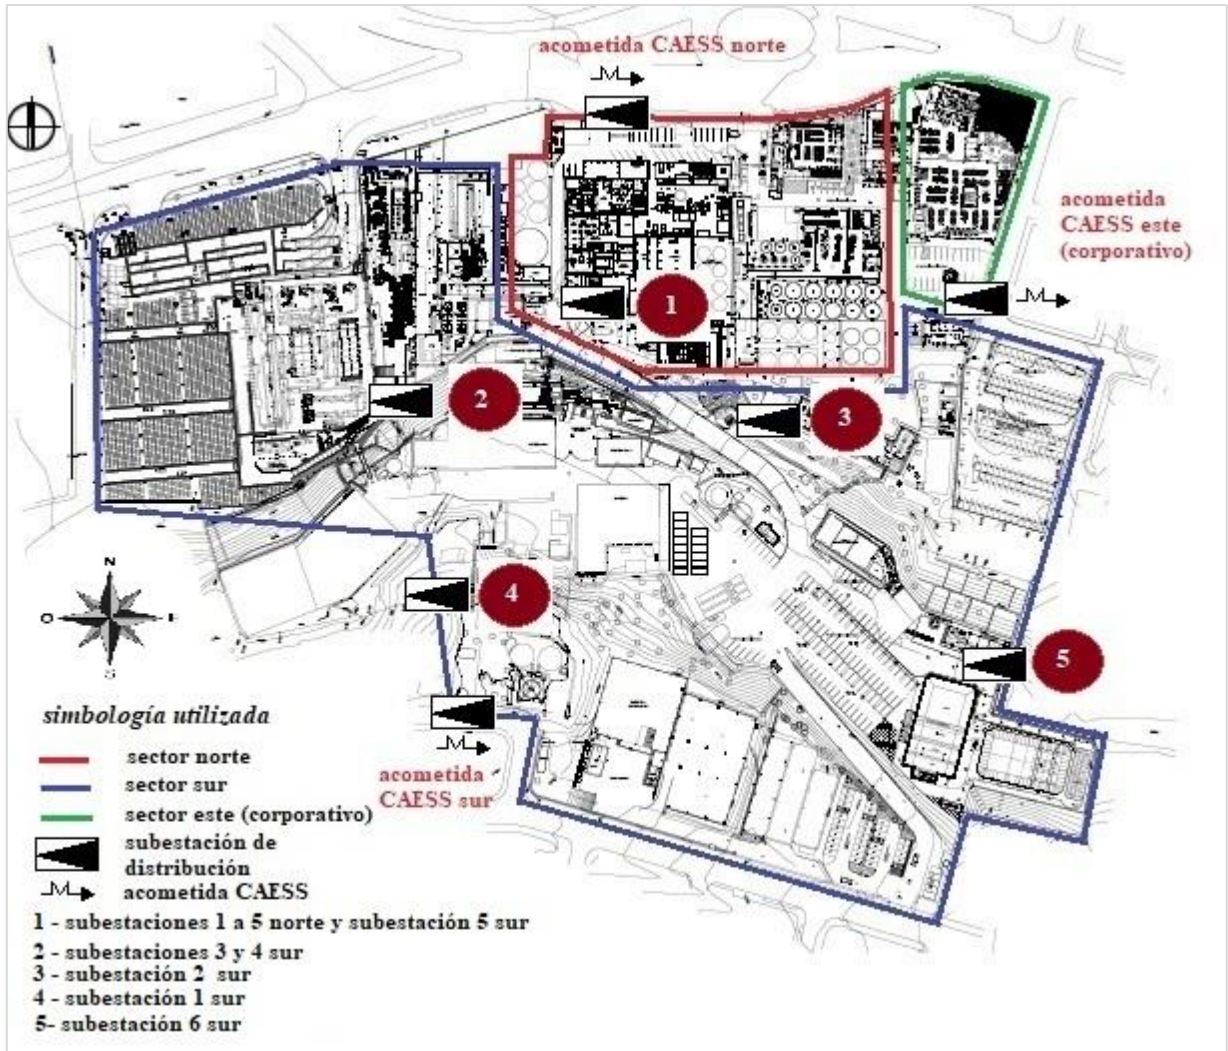 acometida CAESS norte
acometida
CAESS este
(corporativo)
1
2
3
4
5
N
O
E
S
simbología utilizada
sector norte
sector sur
sector este (corporativo)
subestación de
distribución
acometida CAESS
acometida
CAESS sur
M
M
M
M
1 - subestaciones 1 a 5 norte y subestación 5 sur
2 - subestaciones 3 y 4 sur
3 - subestación 2 sur
4 - subestación 1 sur
5- subestación 6 sur